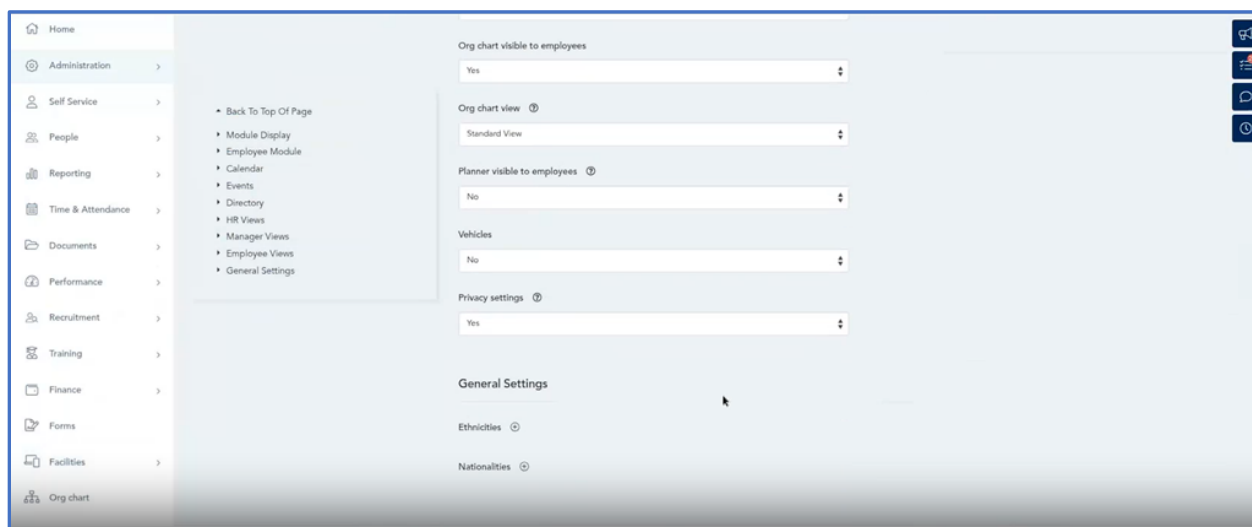 Home
Administration
Self Service
People
Reporting
Time & Attendance
Documents
Performance
Recruitment
Training
Finance
Forms
Facilities
Org chart
Back To Top Of Page
Module Display
Employee Module
Calendar
Events
Directory
HR Views
Manager Views
Employee Views
General Settings
Org chart visible to employees
Yes
Org chart view
Standard View
Planner visible to employees
No
Vehicles
No
Privacy settings
Yes
General Settings
Ethnicities
Nationalities